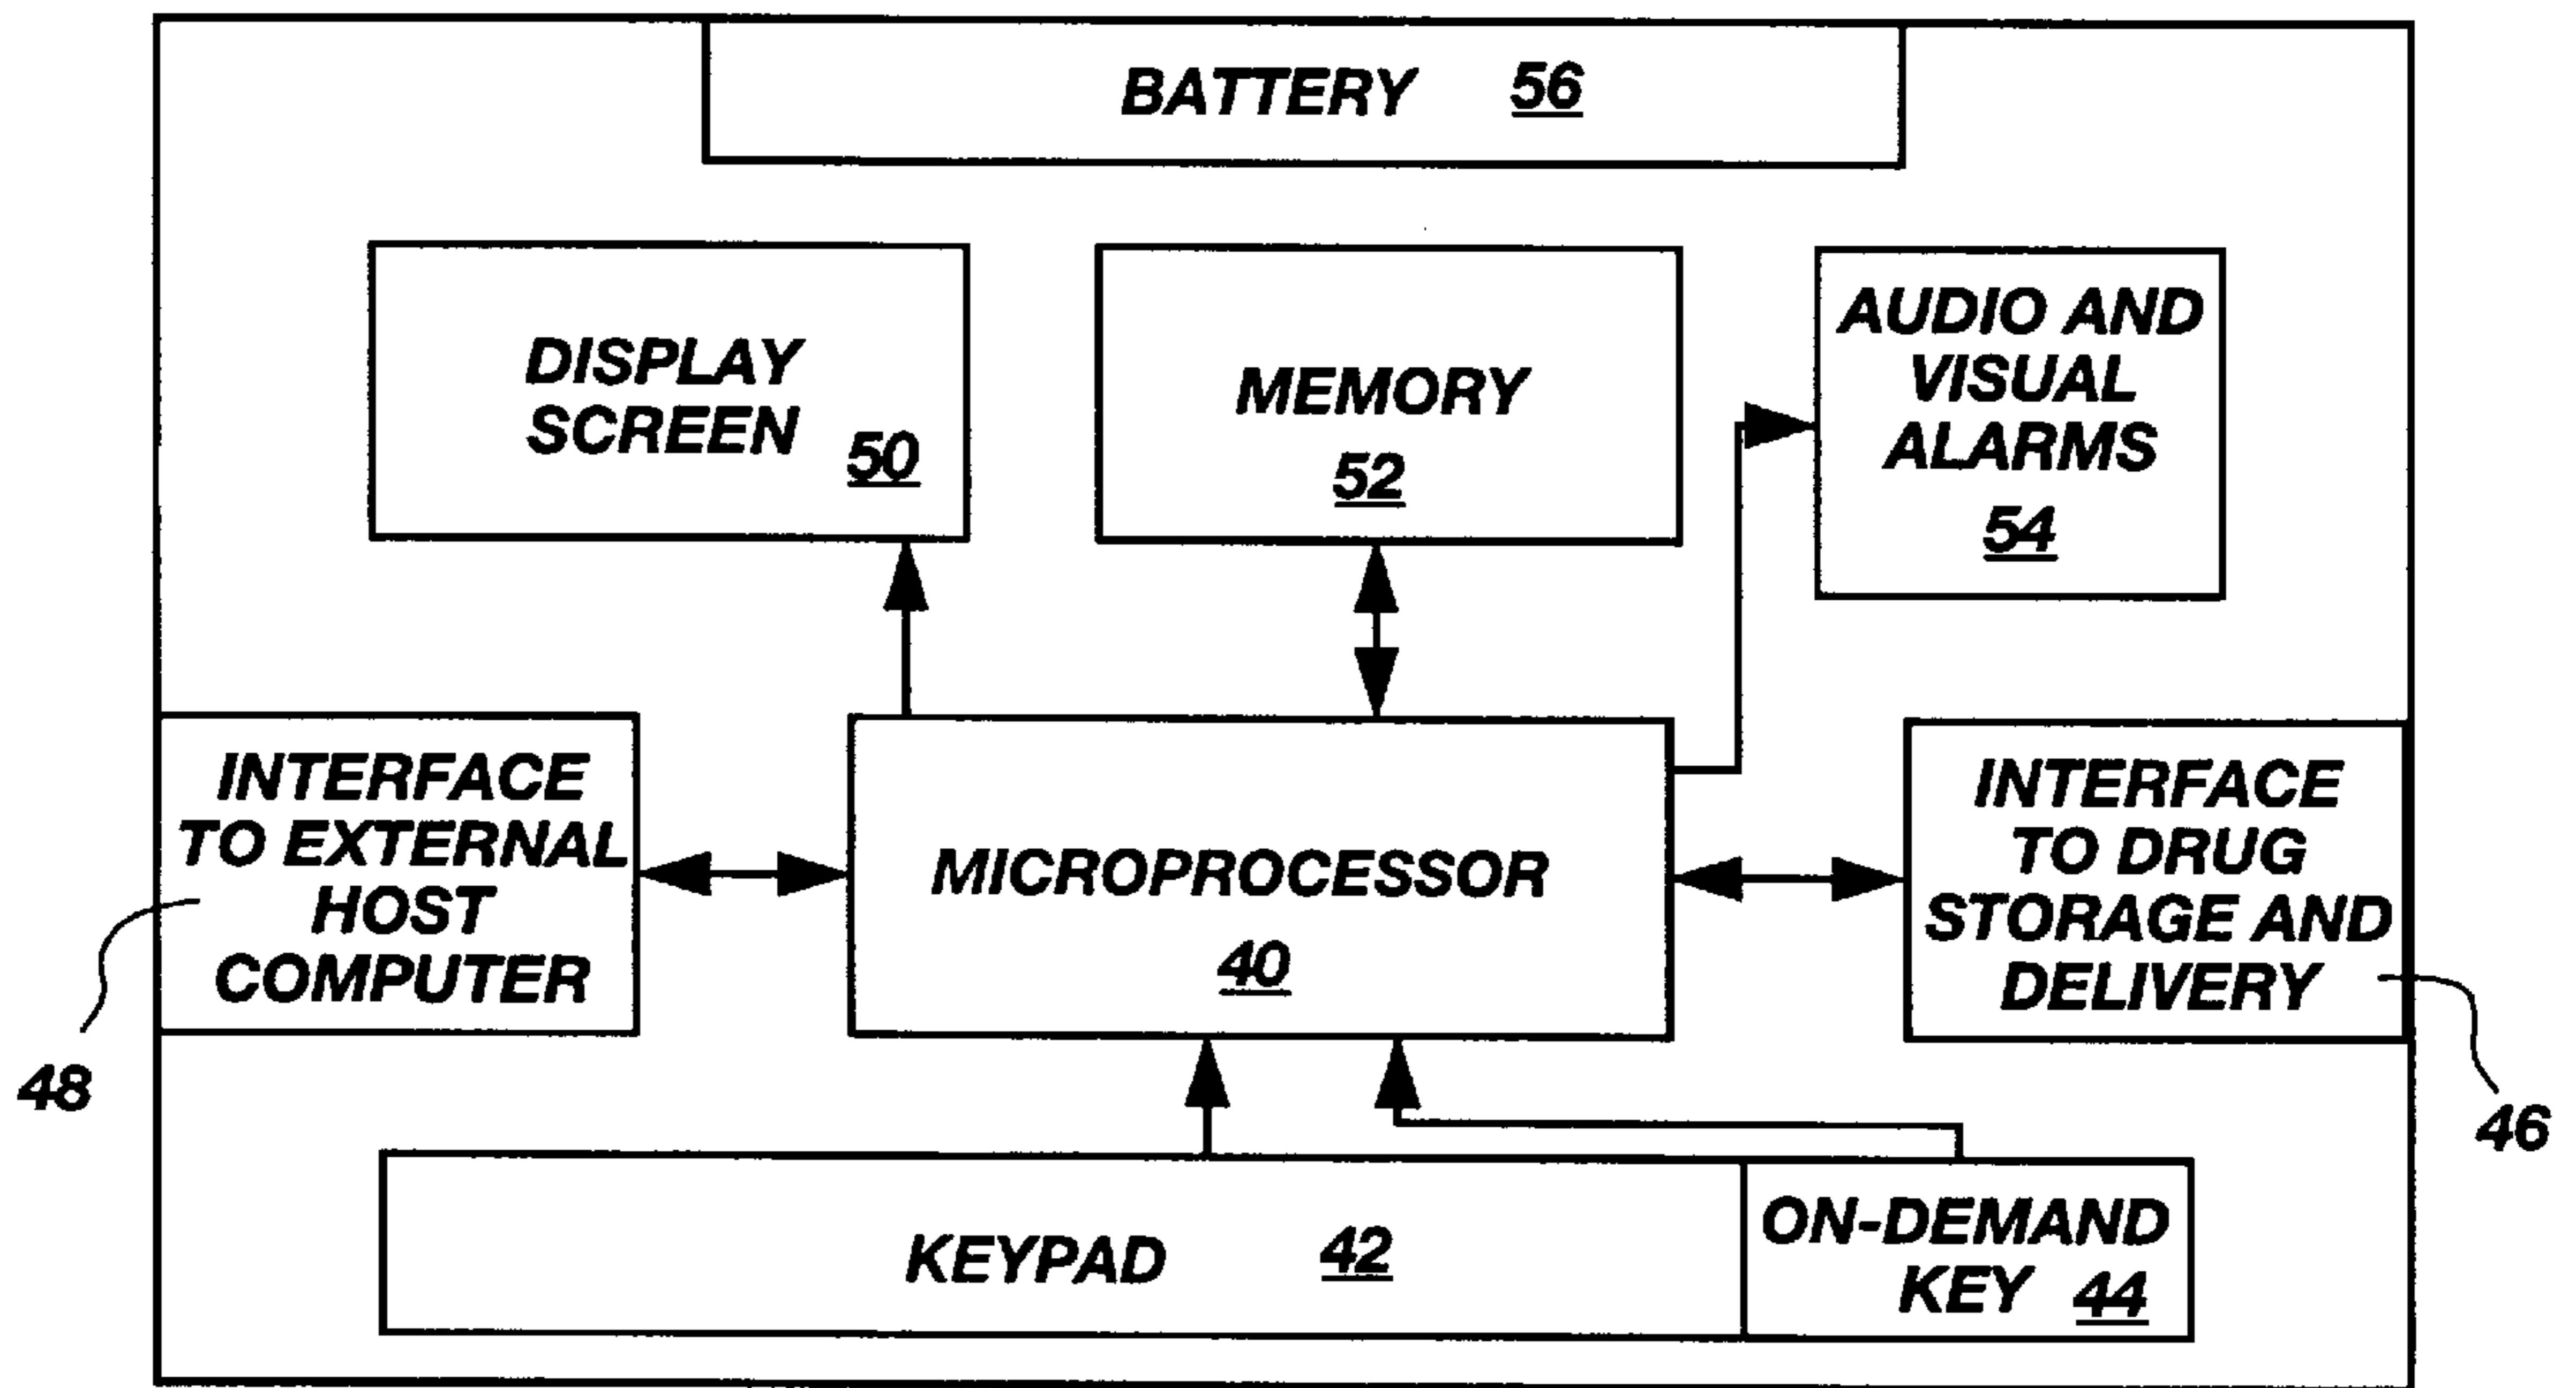 BATTERY 56
DISPLAY
SCREEN 50
MEMORY
52
AUDIO AND
VISUAL
ALARMS
54
INTERFACE
TO EXTERNAL
HOST
COMPUTER
48
MICROPROCESSOR
40
INTERFACE
TO DRUG
STORAGE AND
DELIVERY
46
KEYPAD 42
ON-DEMAND
KEY 44